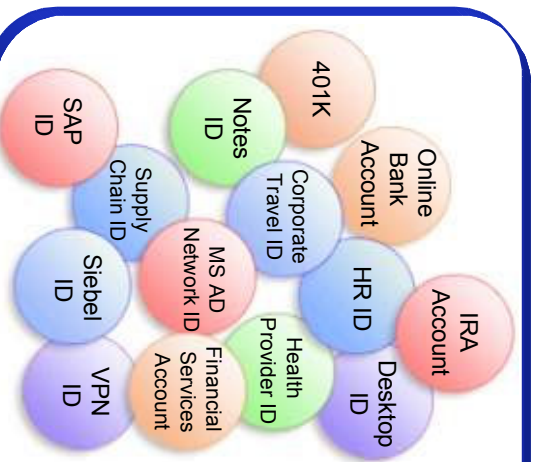 Online
Bank
Account
IRA
Account
401K
HR ID
Desktop
ID
Notes
ID
Corporate
Travel ID
Health
Provider ID
MS AD
Network ID
Financial
Services
Account
SAP
ID
Supply
Chain ID
Siebel
ID
VPN
ID